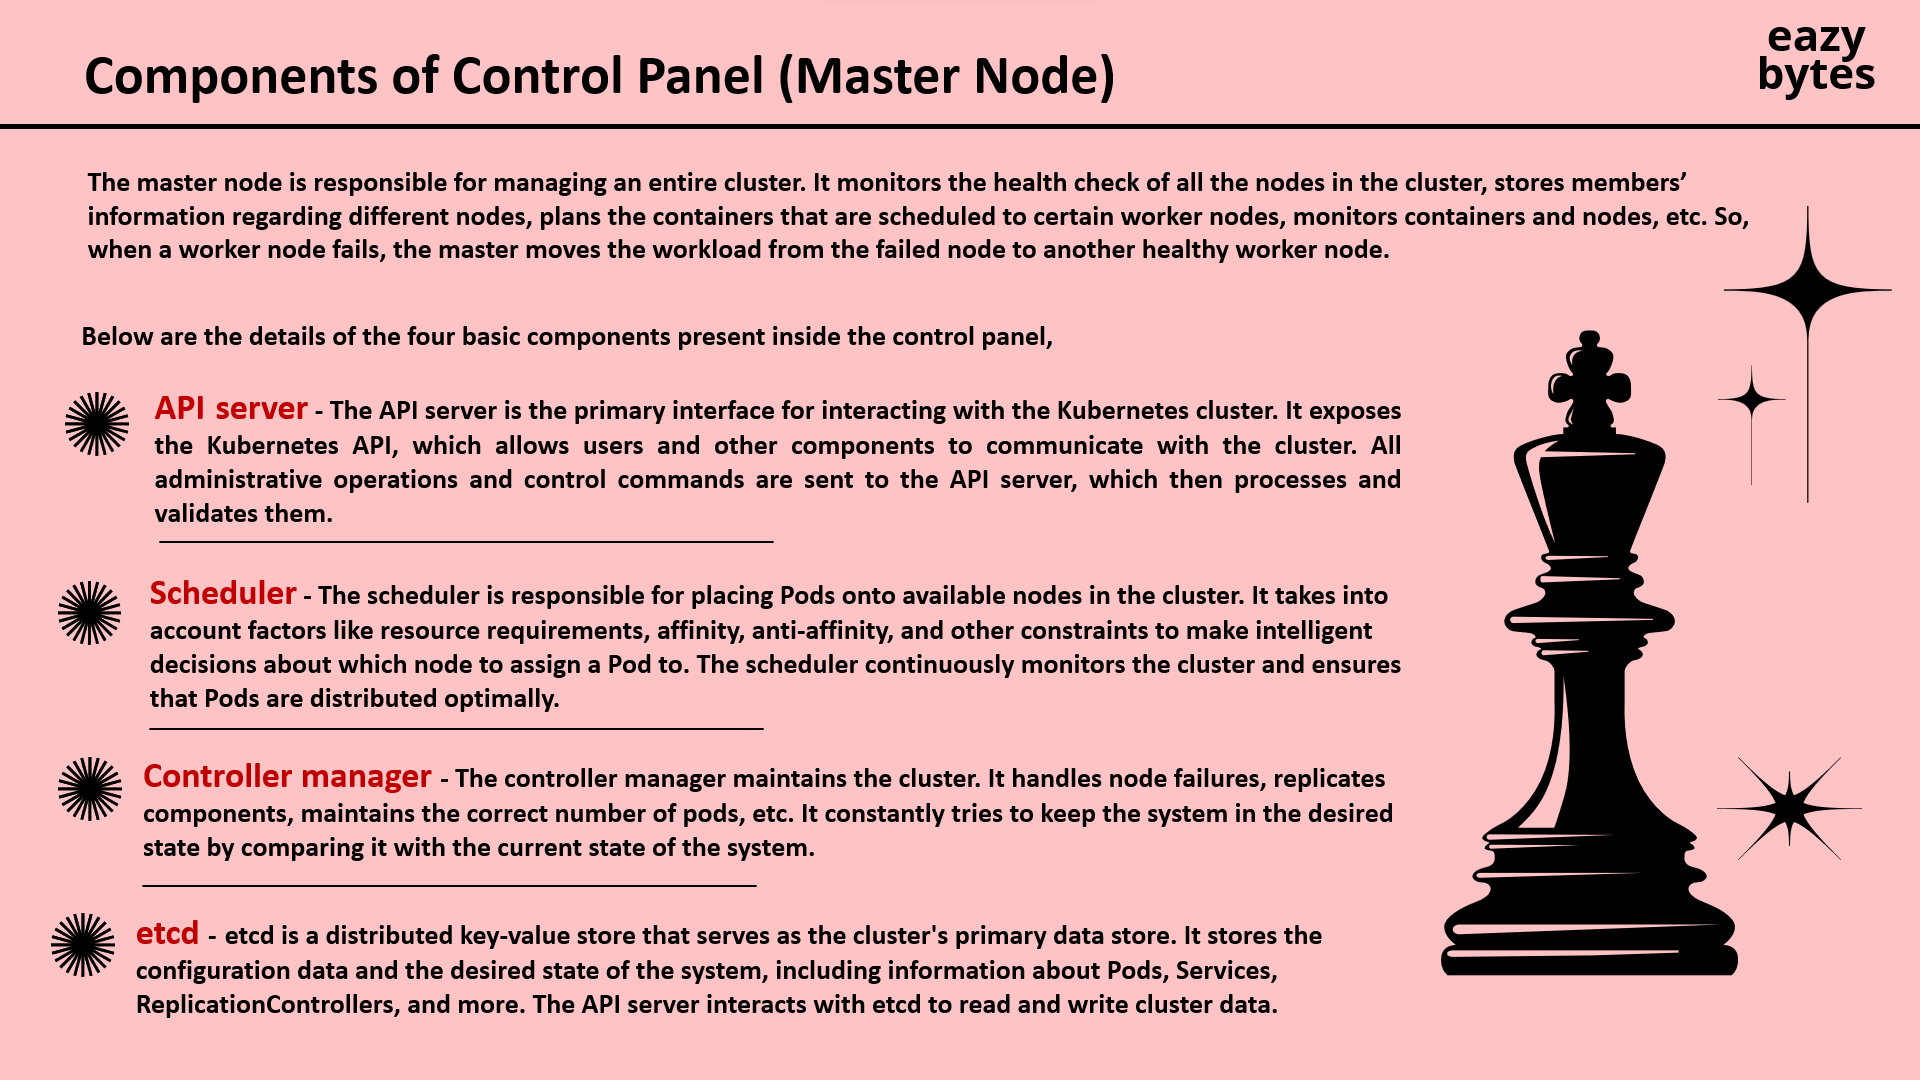 eazy
bytes
Components of Control Panel (Master Node)
The master node is responsible for managing an entire cluster. It monitors the health check of all the nodes in the cluster, stores members’
information regarding different nodes, plans the containers that are scheduled to certain worker nodes, monitors containers and nodes, etc. So,
when a worker node fails, the master moves the workload from the failed node to another healthy worker node.
Below are the details of the four basic components present inside the control panel,
API server - The API server is the primary interface for interacting with the Kubernetes cluster. It exposes
the Kubernetes API, which allows users and other components to communicate with the cluster. All
administrative operations and control commands are sent to the API server, which then processes and
validates them.
Scheduler - The scheduler is responsible for placing Pods onto available nodes in the cluster. It takes into
account factors like resource requirements, affinity, anti-affinity, and other constraints to make intelligent
decisions about which node to assign a Pod to. The scheduler continuously monitors the cluster and ensures
that Pods are distributed optimally.
Controller manager - The controller manager maintains the cluster. It handles node failures, replicates
components, maintains the correct number of pods, etc. It constantly tries to keep the system in the desired
state by comparing it with the current state of the system.
etcd - etcd is a distributed key-value store that serves as the cluster's primary data store. It stores the
configuration data and the desired state of the system, including information about Pods, Services,
ReplicationControllers, and more. The API server interacts with etcd to read and write cluster data.